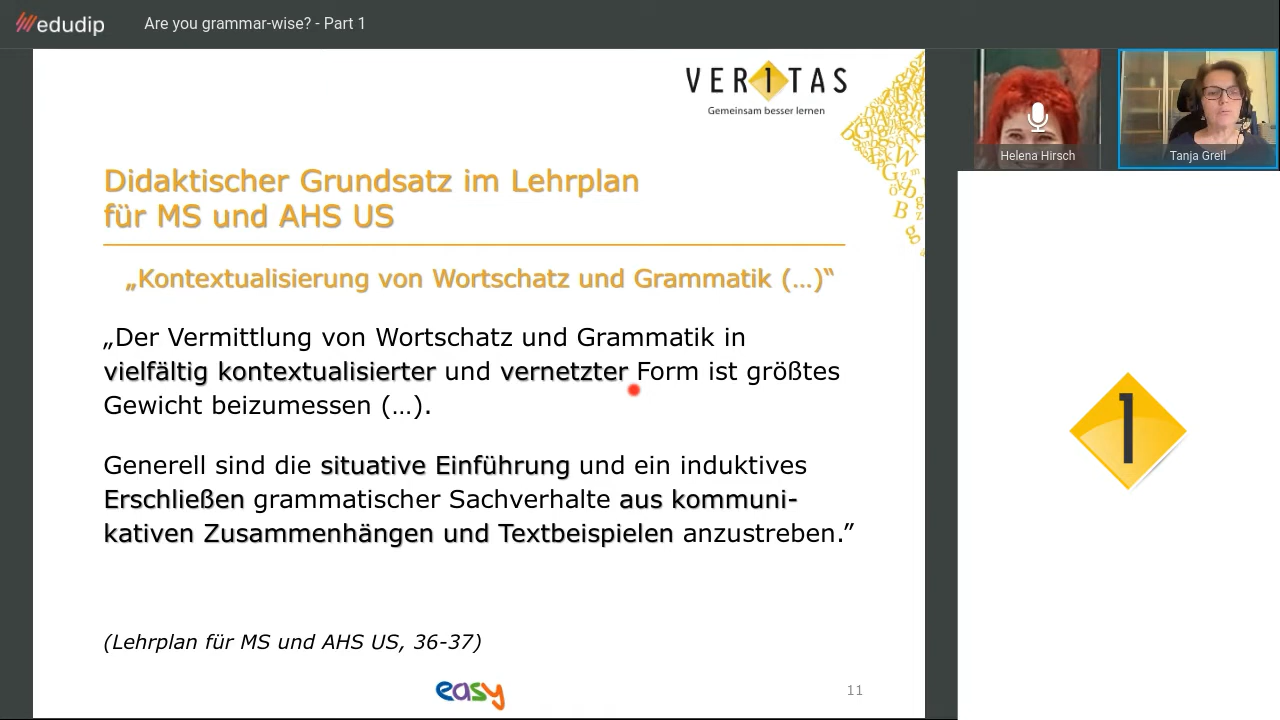 edudip
Are you grammar-wise? - Part 1
VER1TAS
Gemeinsam besser lernen
Helena Hirsch
Tanja Greil
Didaktischer Grundsatz im Lehrplan
für MS und AHS US
„Kontextualisierung von Wortschatz und Grammatik (…)“
„Der Vermittlung von Wortschatz und Grammatik in
vielfältig kontextualisierter und vernetzter Form ist größtes
Gewicht beizumessen (…).
Generell sind die situative Einführung und ein induktives
Erschließen grammatischer Sachverhalte aus kommuni-
kativen Zusammenhängen und Textbeispielen anzustreben.”
(Lehrplan für MS und AHS US, 36-37)
easy
11
1